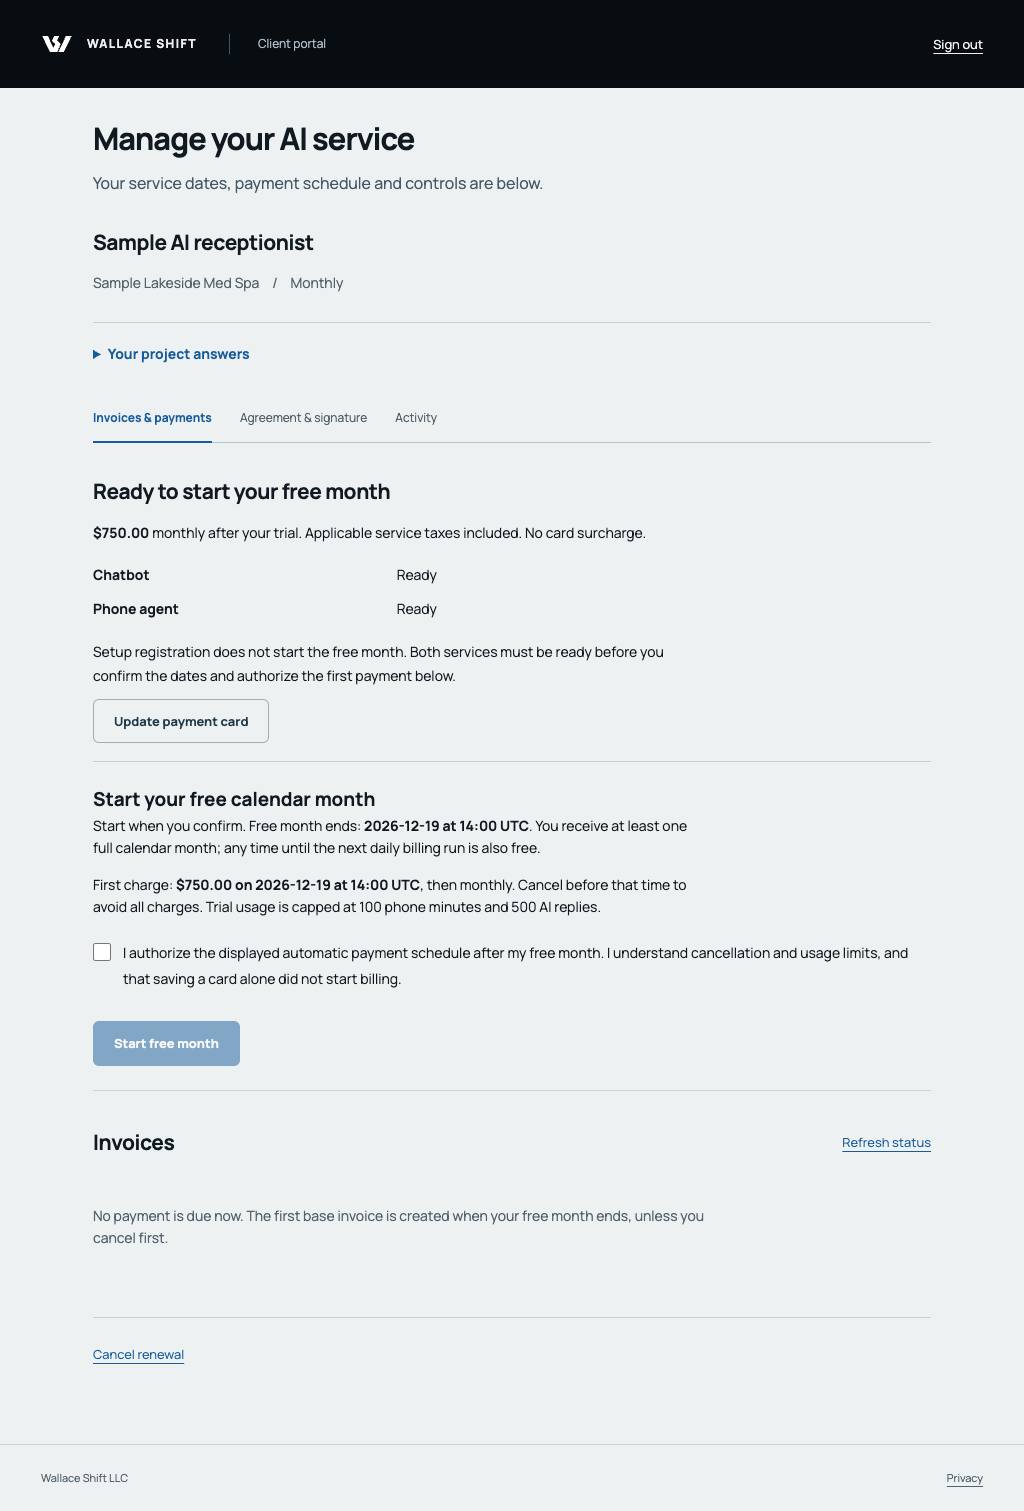 WALLACE SHIFT
Client portal
Sign out
Manage your AI service
Your service dates, payment schedule and controls are below.
Sample AI receptionist
Sample Lakeside Med Spa / Monthly
Your project answers
Invoices & payments
Agreement & signature
Activity
Ready to start your free month
$750.00 monthly after your trial. Applicable service taxes included. No card surcharge.
Chatbot Ready
Phone agent Ready
Setup registration does not start the free month. Both services must be ready before you
confirm the dates and authorize the first payment below.
Update payment card
Start your free calendar month
Start when you confirm. Free month ends: 2026-12-19 at 14:00 UTC. You receive at least one
full calendar month; any time until the next daily billing run is also free.
First charge: $750.00 on 2026-12-19 at 14:00 UTC, then monthly. Cancel before that time to
avoid all charges. Trial usage is capped at 100 phone minutes and 500 AI replies.
I authorize the displayed automatic payment schedule after my free month. I understand cancellation and usage limits, and
that saving a card alone did not start billing.
Start free month
Invoices
Refresh status
No payment is due now. The first base invoice is created when your free month ends, unless you
cancel first.
Cancel renewal
Wallace Shift LLC
Privacy